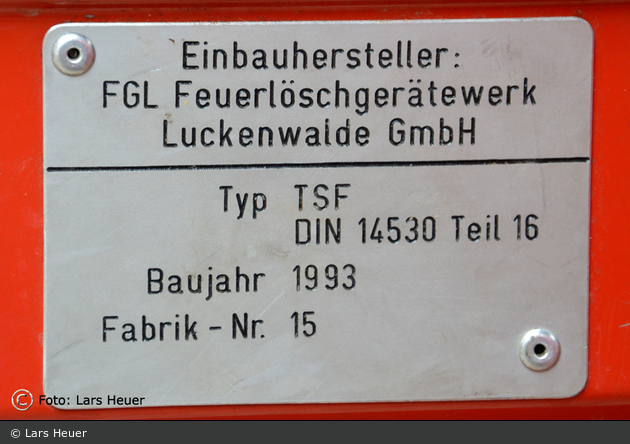 Einbauhersteller:
FGL Feuerlöschgerätewerk
Luckenwalde GmbH
Typ TSF
DIN 14530 Teil 16
Baujahr 1993
Fabrik - Nr. 15
© Foto: Lars Heuer
© Lars Heuer